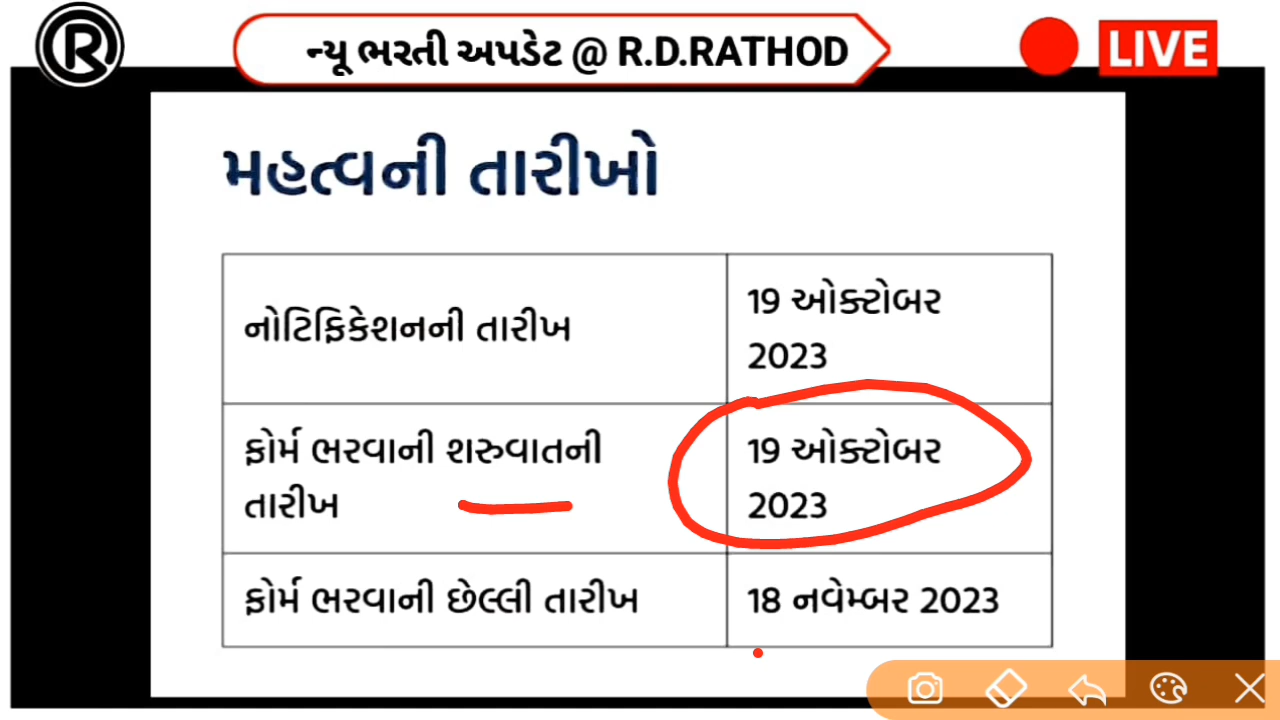 R
ન્યૂ ભરતી અપડેટ @ R.D.RATHOD
LIVE
મહત્વની તારીખો
નોટિફિકેશનની તારીખ
19 ઓક્ટોબર
2023
ફોર્મ ભરવાની શરુવાતની
તારીખ
19 ઓક્ટોબર
2023
ફોર્મ ભરવાની છેલ્લી તારીખ
18 નવેમ્બર 2023